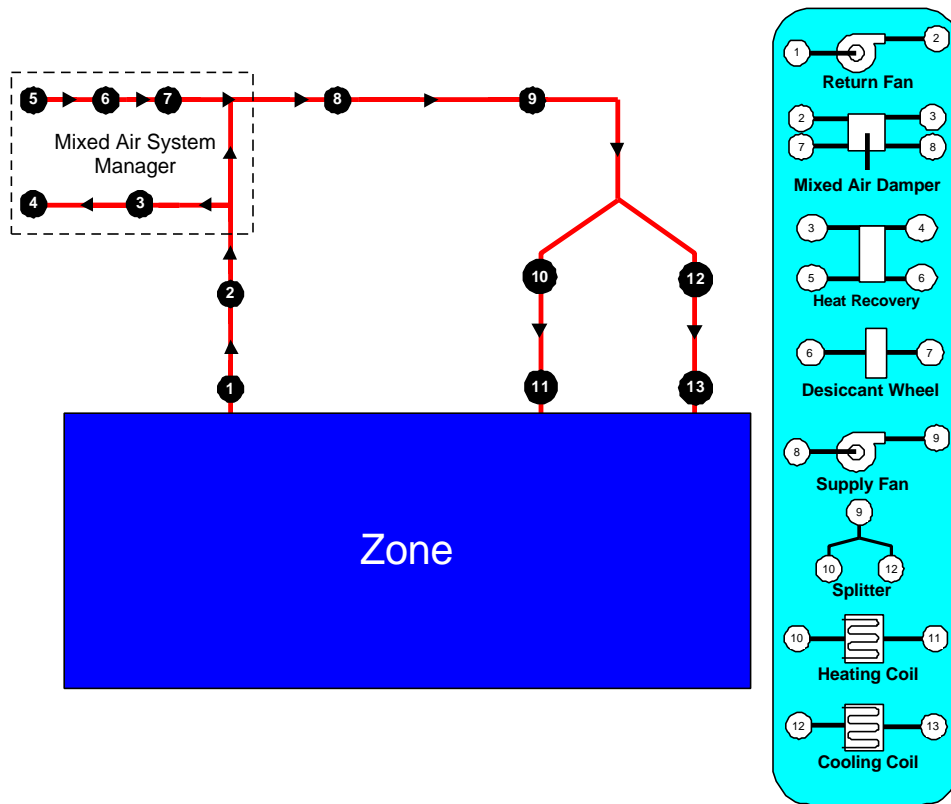 5 6 7 8 9
Mixed Air System
Manager
4 3
2
10 12
1
11 13
Zone
1 2
Return Fan
2 3
7 8
Mixed Air Damper
3 4
5 6
Heat Recovery
6 7
Desiccant Wheel
8 9
Supply Fan
9
10 12
Splitter
10 11
Heating Coil
12 13
Cooling Coil